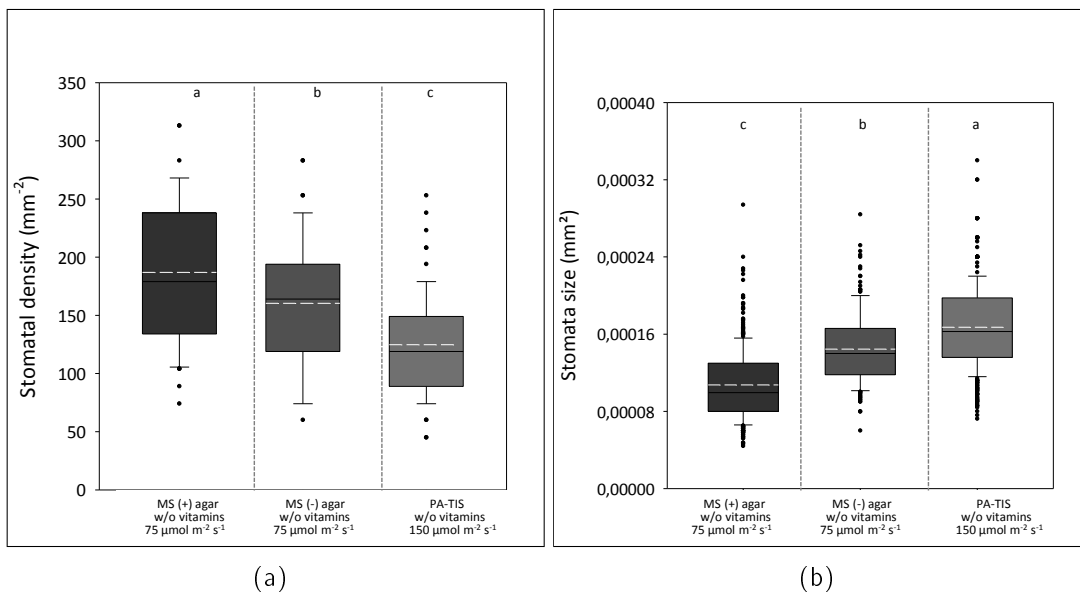 350
300
250
200
150
100
50
0
Stomatal density (mm⁻²)
a b c
MS (+) agar
w/o vitamins
75 µmol m⁻² s⁻¹
MS (-) agar
w/o vitamins
75 µmol m⁻² s⁻¹
PA-TIS
w/o vitamins
150 µmol m⁻² s⁻¹
(a)
0,00040
0,00032
0,00024
0,00016
0,00008
0,00000
Stomata size (mm²)
c b a
MS (+) agar
w/o vitamins
75 µmol m⁻² s⁻¹
MS (-) agar
w/o vitamins
75 µmol m⁻² s⁻¹
PA-TIS
w/o vitamins
150 µmol m⁻² s⁻¹
(b)